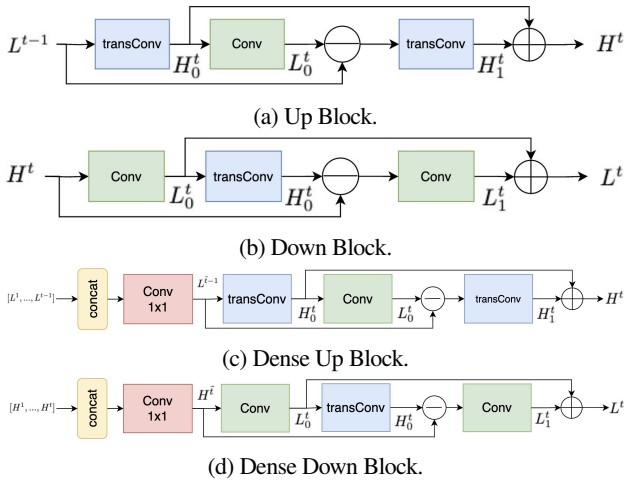 L^{t-1} transConv H_0^t Conv L_0^t transConv H_1^t H^t
(a) Up Block.
H^t Conv L_0^t transConv H_0^t Conv L_1^t L^t
(b) Down Block.
[L^1, ..., L^{t-1}] concat Conv 1x1 L^{\tilde{t}-1} transConv H_0^t Conv L_0^t transConv H_1^t H^t
(c) Dense Up Block.
[H^1, ..., H^t] concat Conv 1x1 H^{\tilde{t}} Conv L_0^t transConv H_0^t Conv L_1^t L^t
(d) Dense Down Block.